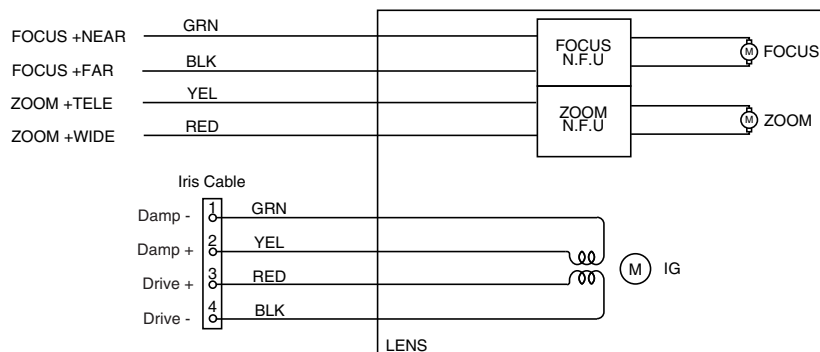 FOCUS +NEAR GRN
FOCUS +FAR BLK
ZOOM +TELE YEL
ZOOM +WIDE RED
FOCUS
N.F.U
M FOCUS
ZOOM
N.F.U
M ZOOM
Iris Cable
Damp - 1 GRN
Damp + 2 YEL
Drive + 3 RED
Drive - 4 BLK
M IG
LENS